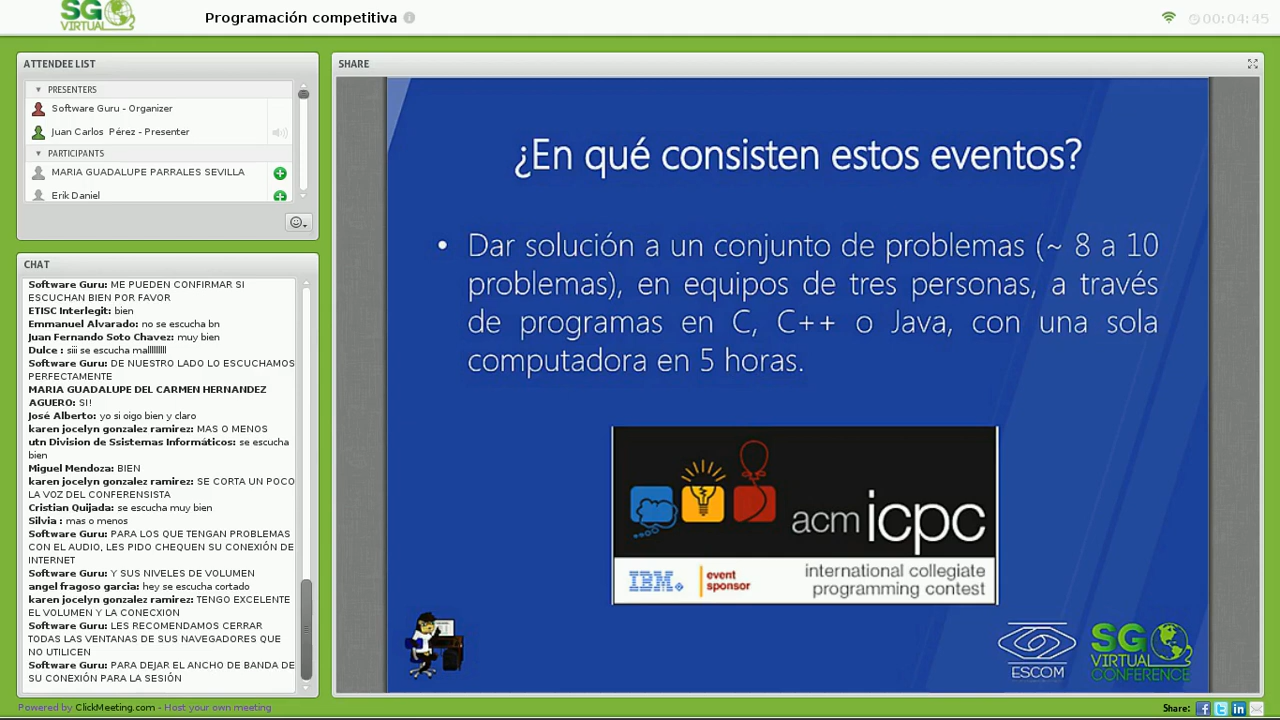 SG
VIRTUAL
Programación competitiva
00:04:45
ATTENDEE LIST
PRESENTERS
Software Guru - Organizer
Juan Carlos Pérez - Presenter
PARTICIPANTS
MARIA GUADALUPE PARRALES SEVILLA
Erik Daniel
CHAT
Software Guru: ME PUEDEN CONFIRMAR SI
ESCUCHAN BIEN POR FAVOR
ETISC Interlegit: bien
Emmanuel Alvarado: no se escucha bn
Juan Fernando Soto Chavez: muy bien
Dulce : siii se escucha malllllllll
Software Guru: DE NUESTRO LADO LO ESCUCHAMOS
PERFECTAMENTE
MARIA GUADALUPE DEL CARMEN HERNANDEZ
AGUERO: SI!
José Alberto: yo si oigo bien y claro
karen jocelyn gonzalez ramirez: MAS O MENOS
utn Division de Ssistemas Informáticos: se escucha
bien
Miguel Mendoza: BIEN
karen jocelyn gonzalez ramirez: SE CORTA UN POCO
LA VOZ DEL CONFERENSISTA
Cristian Quijada: se escucha muy bien
Silvia : mas o menos
Software Guru: PARA LOS QUE TENGAN PROBLEMAS
CON EL AUDIO, LES PIDO CHEQUEN SU CONEXIÓN DE
INTERNET
Software Guru: Y SUS NIVELES DE VOLUMEN
angel fragoso garcia: hey se escucha cortado
karen jocelyn gonzalez ramirez: TENGO EXCELENTE
EL VOLUMEN Y LA CONECXION
Software Guru: LES RECOMENDAMOS CERRAR
TODAS LAS VENTANAS DE SUS NAVEGADORES QUE
NO UTILICEN
Software Guru: PARA DEJAR EL ANCHO DE BANDA DE
SU CONEXIÓN PARA LA SESIÓN
SHARE
¿En qué consisten estos eventos?
• Dar solución a un conjunto de problemas (~ 8 a 10
problemas), en equipos de tres personas, a través
de programas en C, C++ o Java, con una sola
computadora en 5 horas.
acm icpc
IBM
event
sponsor
international collegiate
programming contest
ESCOM
SG
VIRTUAL
CONFERENCE
Powered by ClickMeeting.com - Host your own meeting
Share: